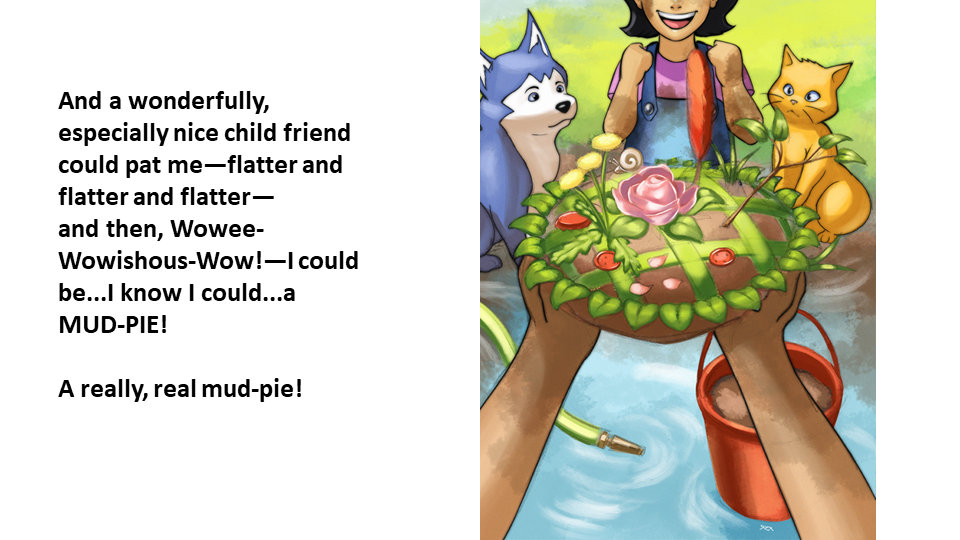 And a wonderfully,
especially nice child friend
could pat me—flatter and
flatter and flatter—
and then, Wowee-
Wowishous-Wow!—I could
be...I know I could...a
MUD-PIE!
A really, real mud-pie!